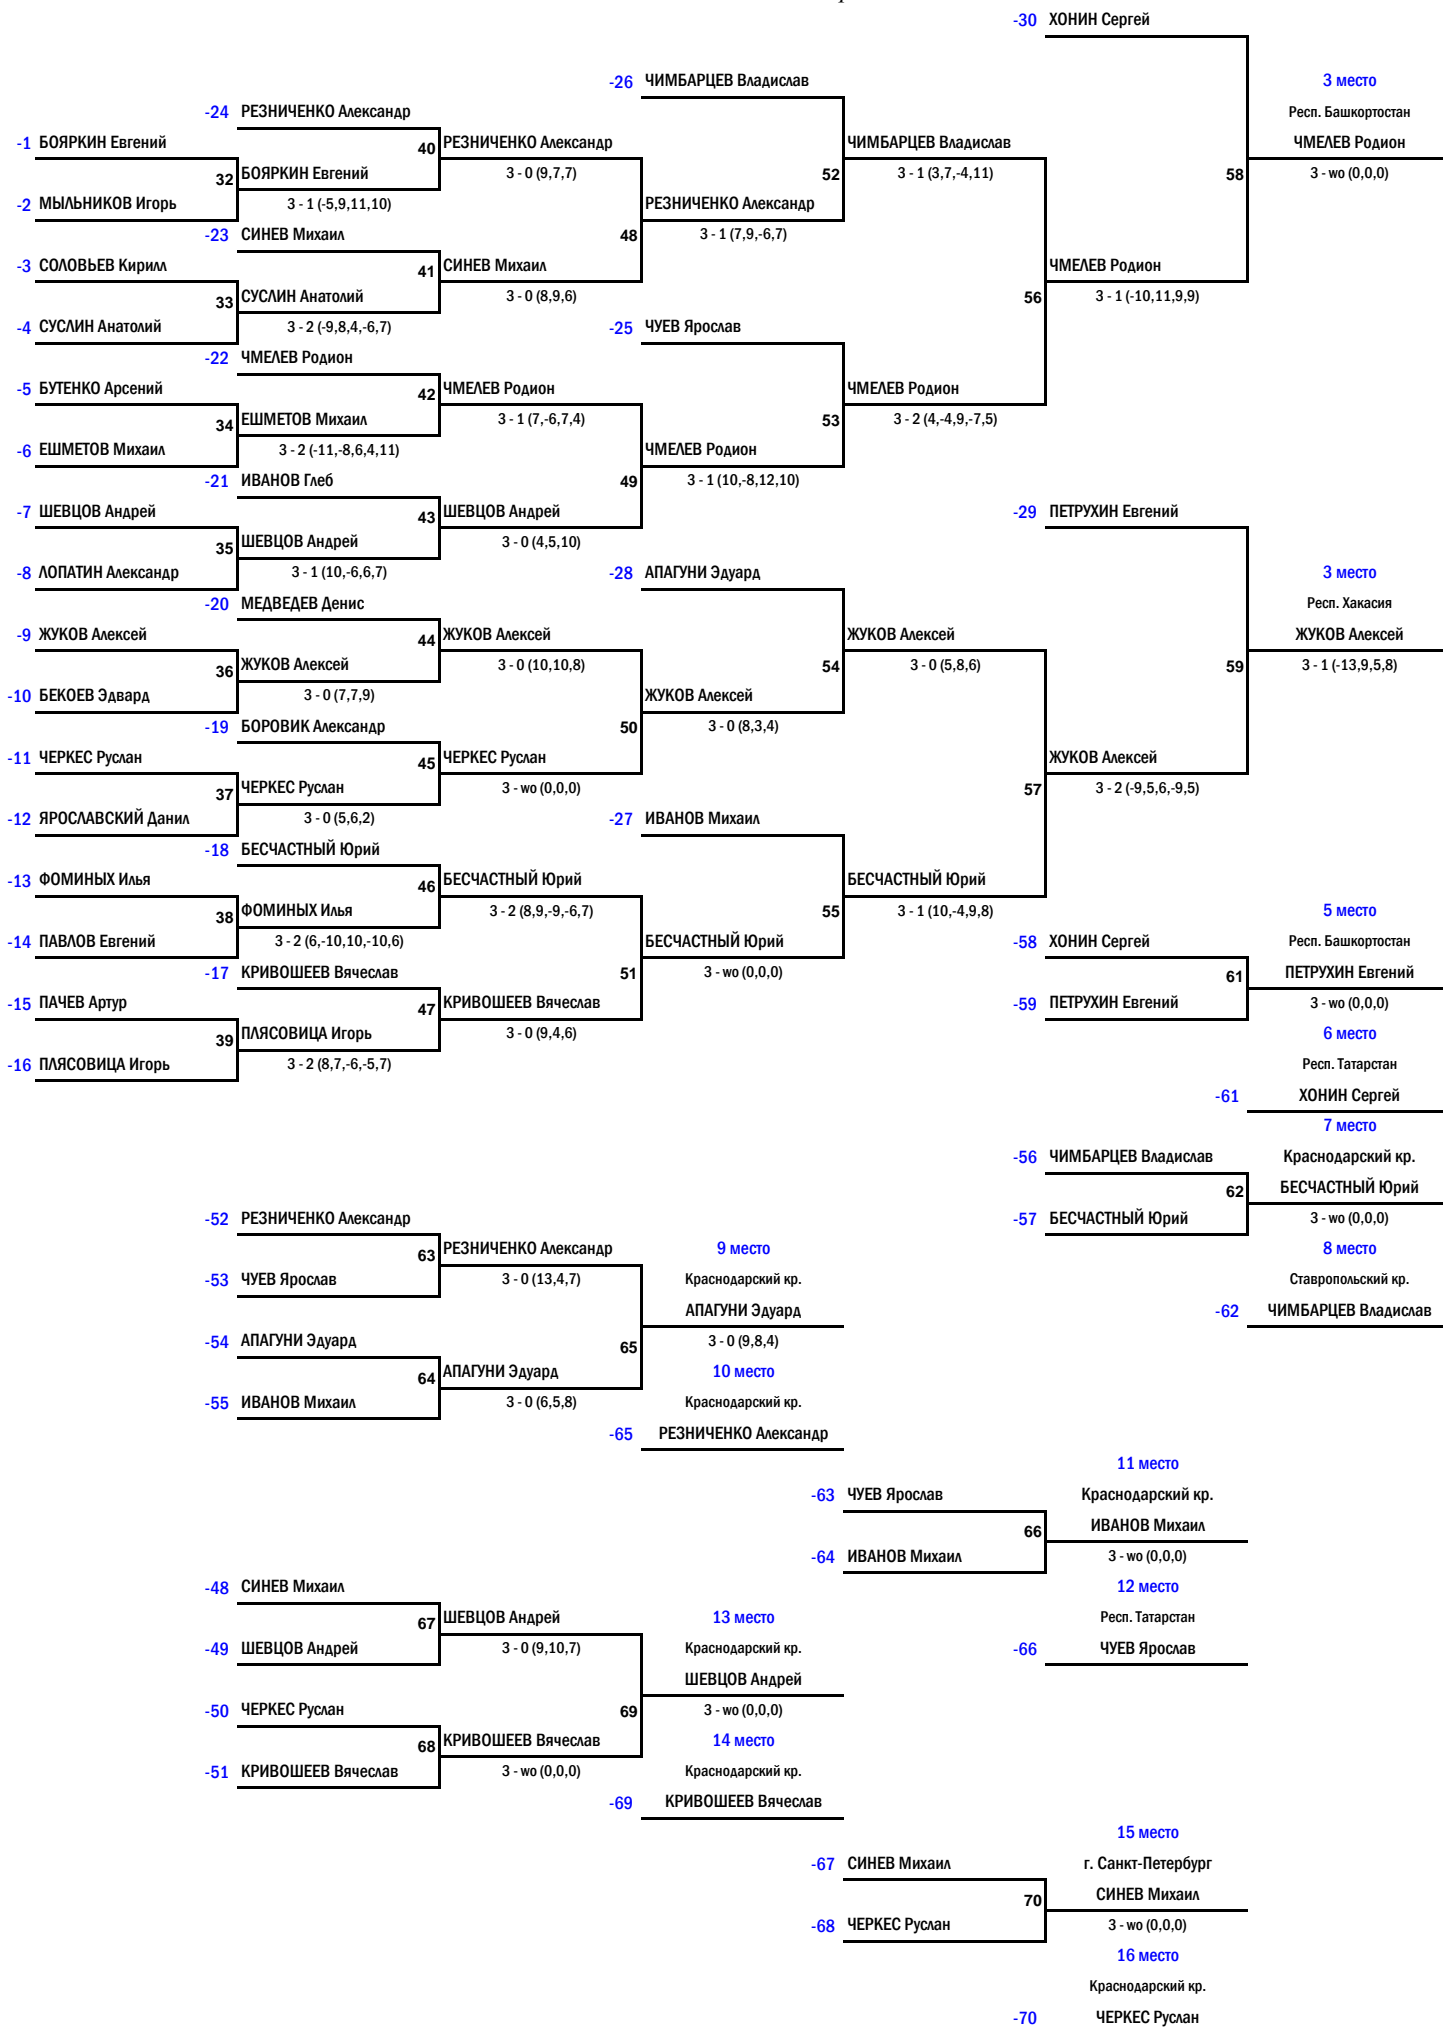 -30 ХОНИН Сергей
-26 ЧИМБАРЦЕВ Владислав
3 место
-24 РЕЗНИЧЕНКО Александр
Респ. Башкортостан
-1 БОЯРКИН Евгений
40 РЕЗНИЧЕНКО Александр
ЧИМБАРЦЕВ Владислав
ЧМЕЛЕВ Родион
32 БОЯРКИН Евгений
3 - 0 (9,7,7)
52
3 - 1 (3,7,-4,11)
58
3 - wo (0,0,0)
-2 МЫЛЬНИКОВ Игорь
3 - 1 (-5,9,11,10)
РЕЗНИЧЕНКО Александр
-23 СИНЕВ Михаил
48
3 - 1 (7,9,-6,7)
-3 СОЛОВЬЕВ Кирилл
41 СИНЕВ Михаил
ЧМЕЛЕВ Родион
33 СУСЛИН Анатолий
3 - 0 (8,9,6)
56
3 - 1 (-10,11,9,9)
-4 СУСЛИН Анатолий
3 - 2 (-9,8,4,-6,7)
-25 ЧУЕВ Ярослав
-22 ЧМЕЛЕВ Родион
-5 БУТЕНКО Арсений
42 ЧМЕЛЕВ Родион
ЧМЕЛЕВ Родион
34 ЕШМЕТОВ Михаил
3 - 1 (7,-6,7,4)
53
3 - 2 (4,-4,9,-7,5)
-6 ЕШМЕТОВ Михаил
3 - 2 (-11,-8,6,4,11)
ЧМЕЛЕВ Родион
-21 ИВАНОВ Глеб
49
3 - 1 (10,-8,12,10)
-7 ШЕВЦОВ Андрей
43 ШЕВЦОВ Андрей
-29 ПЕТРУХИН Евгений
35 ШЕВЦОВ Андрей
3 - 0 (4,5,10)
-8 ЛОПАТИН Александр
3 - 1 (10,-6,6,7)
-28 АПАГУНИ Эдуард
3 место
-20 МЕДВЕДЕВ Денис
Респ. Хакасия
-9 ЖУКОВ Алексей
44 ЖУКОВ Алексей
ЖУКОВ Алексей
ЖУКОВ Алексей
36 ЖУКОВ Алексей
3 - 0 (10,10,8)
54
3 - 0 (5,8,6)
59
3 - 1 (-13,9,5,8)
-10 БЕКОЕВ Эдвард
3 - 0 (7,7,9)
ЖУКОВ Алексей
-19 БОРОВИК Александр
50
3 - 0 (8,3,4)
-11 ЧЕРКЕС Руслан
45 ЧЕРКЕС Руслан
ЖУКОВ Алексей
37 ЧЕРКЕС Руслан
3 - wo (0,0,0)
57
3 - 2 (-9,5,6,-9,5)
-12 ЯРОСЛАВСКИЙ Данил
3 - 0 (5,6,2)
-27 ИВАНОВ Михаил
-18 БЕСЧАСТНЫЙ Юрий
-13 ФОМИНЫХ Илья
46 БЕСЧАСТНЫЙ Юрий
БЕСЧАСТНЫЙ Юрий
38 ФОМИНЫХ Илья
3 - 2 (8,9,-9,-6,7)
55
3 - 1 (10,-4,9,8)
5 место
-14 ПАВЛОВ Евгений
3 - 2 (6,-10,10,-10,6)
БЕСЧАСТНЫЙ Юрий
-58 ХОНИН Сергей
Респ. Башкортостан
-17 КРИВОШЕЕВ Вячеслав
51
3 - wo (0,0,0)
61
ПЕТРУХИН Евгений
-15 ПАЧЕВ Артур
47 КРИВОШЕЕВ Вячеслав
-59 ПЕТРУХИН Евгений
3 - wo (0,0,0)
39 ПЛЯСОВИЦА Игорь
3 - 0 (9,4,6)
6 место
-16 ПЛЯСОВИЦА Игорь
3 - 2 (8,7,-6,-5,7)
Респ. Татарстан
-61 ХОНИН Сергей
7 место
-56 ЧИМБАРЦЕВ Владислав
Краснодарский кр.
62
БЕСЧАСТНЫЙ Юрий
-52 РЕЗНИЧЕНКО Александр
-57 БЕСЧАСТНЫЙ Юрий
3 - wo (0,0,0)
63 РЕЗНИЧЕНКО Александр
9 место
8 место
-53 ЧУЕВ Ярослав
3 - 0 (13,4,7)
Краснодарский кр.
Ставропольский кр.
АПАГУНИ Эдуард
-62 ЧИМБАРЦЕВ Владислав
-54 АПАГУНИ Эдуард
65
3 - 0 (9,8,4)
64 АПАГУНИ Эдуард
10 место
-55 ИВАНОВ Михаил
3 - 0 (6,5,8)
Краснодарский кр.
-65 РЕЗНИЧЕНКО Александр
11 место
-63 ЧУЕВ Ярослав
Краснодарский кр.
66
ИВАНОВ Михаил
-64 ИВАНОВ Михаил
3 - wo (0,0,0)
-48 СИНЕВ Михаил
12 место
67 ШЕВЦОВ Андрей
13 место
Респ. Татарстан
-49 ШЕВЦОВ Андрей
3 - 0 (9,10,7)
Краснодарский кр.
-66 ЧУЕВ Ярослав
ШЕВЦОВ Андрей
-50 ЧЕРКЕС Руслан
69
3 - wo (0,0,0)
68 КРИВОШЕЕВ Вячеслав
14 место
-51 КРИВОШЕЕВ Вячеслав
3 - wo (0,0,0)
Краснодарский кр.
-69 КРИВОШЕЕВ Вячеслав
15 место
-67 СИНЕВ Михаил
г. Санкт-Петербург
70
СИНЕВ Михаил
-68 ЧЕРКЕС Руслан
3 - wo (0,0,0)
16 место
Краснодарский кр.
-70 ЧЕРКЕС Руслан